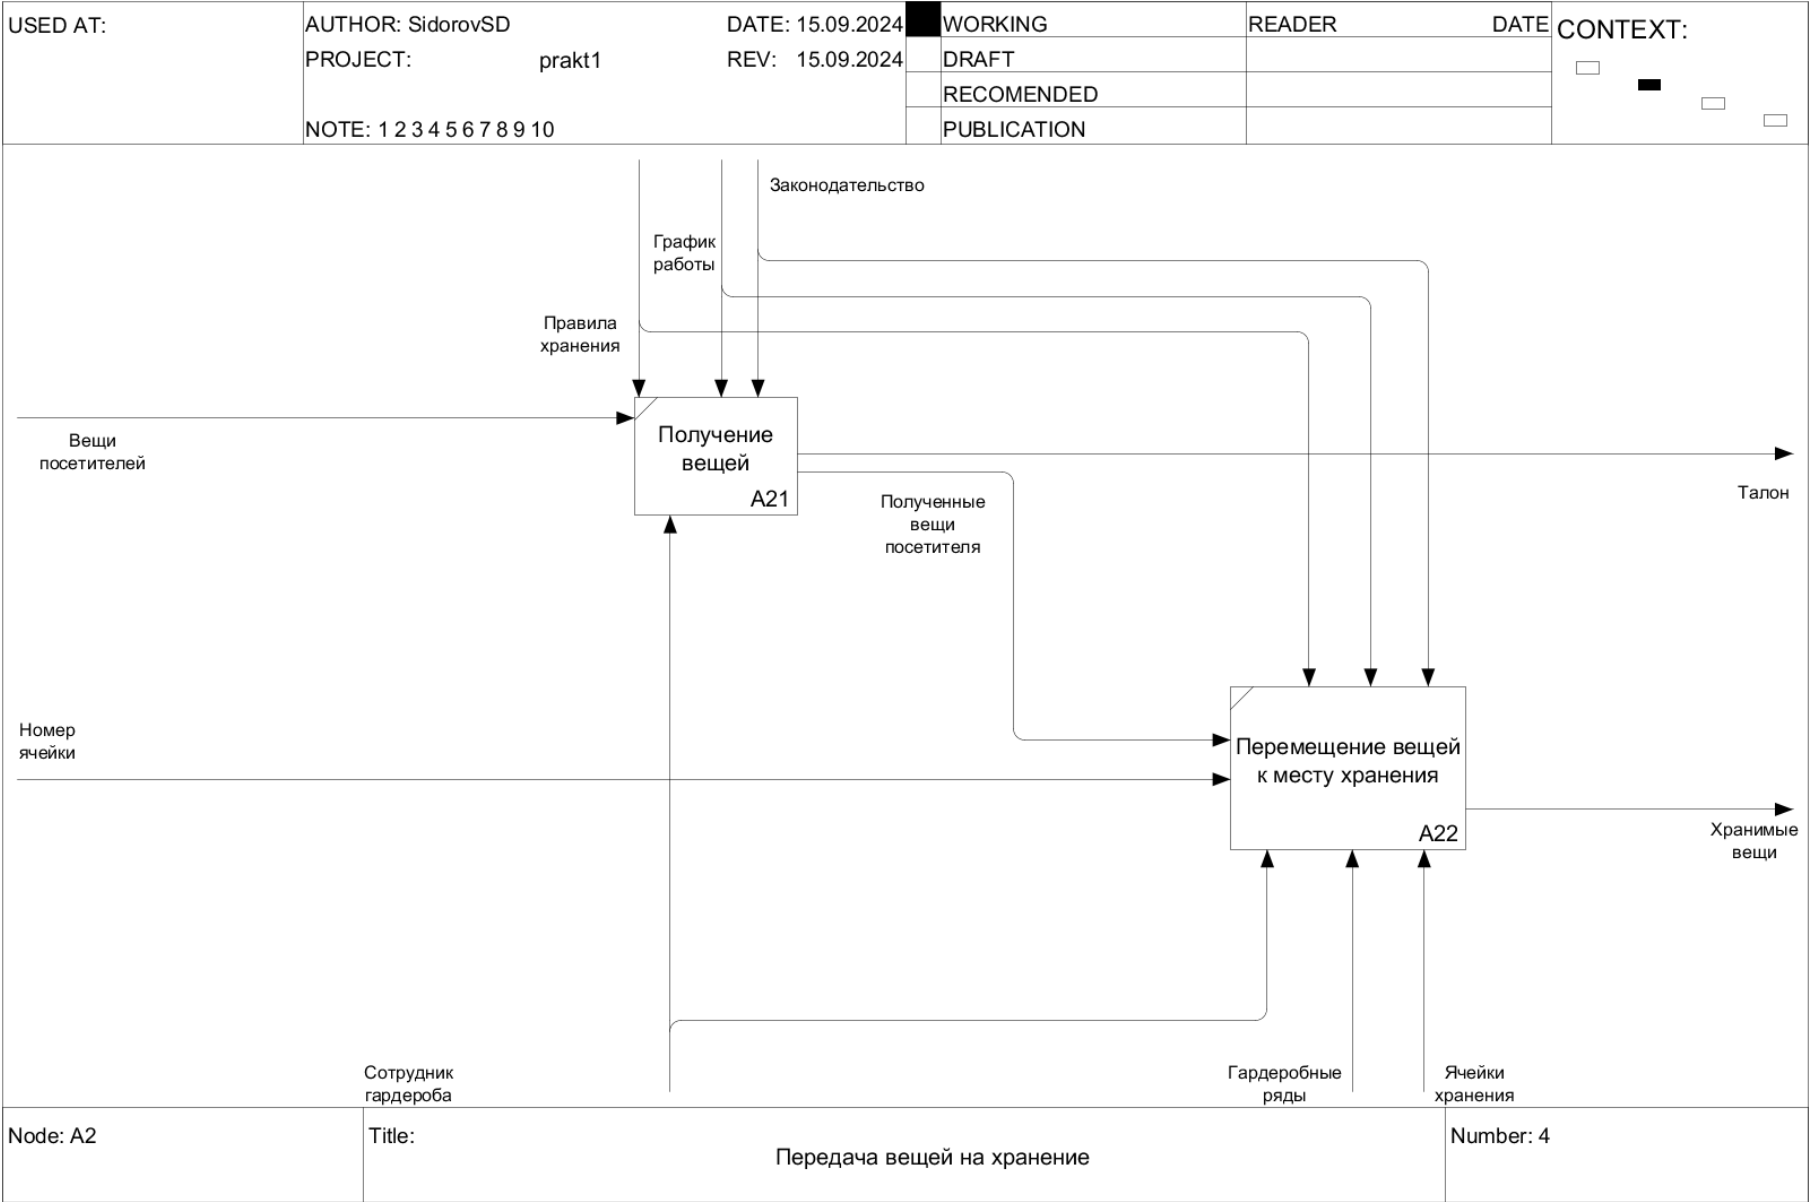 USED AT:
AUTHOR: SidorovSD
DATE: 15.09.2024
PROJECT: prakt1
REV: 15.09.2024
NOTE: 1 2 3 4 5 6 7 8 9 10
WORKING
DRAFT
RECOMENDED
PUBLICATION
READER
DATE
CONTEXT:
Законодательство
График
работы
Правила
хранения
Вещи
посетителей
Получение
вещей
A21
Полученные
вещи
посетителя
Талон
Номер
ячейки
Перемещение вещей
к месту хранения
A22
Хранимые
вещи
Сотрудник
гардероба
Гардеробные
ряды
Ячейки
хранения
Node: A2
Title:
Передача вещей на хранение
Number: 4